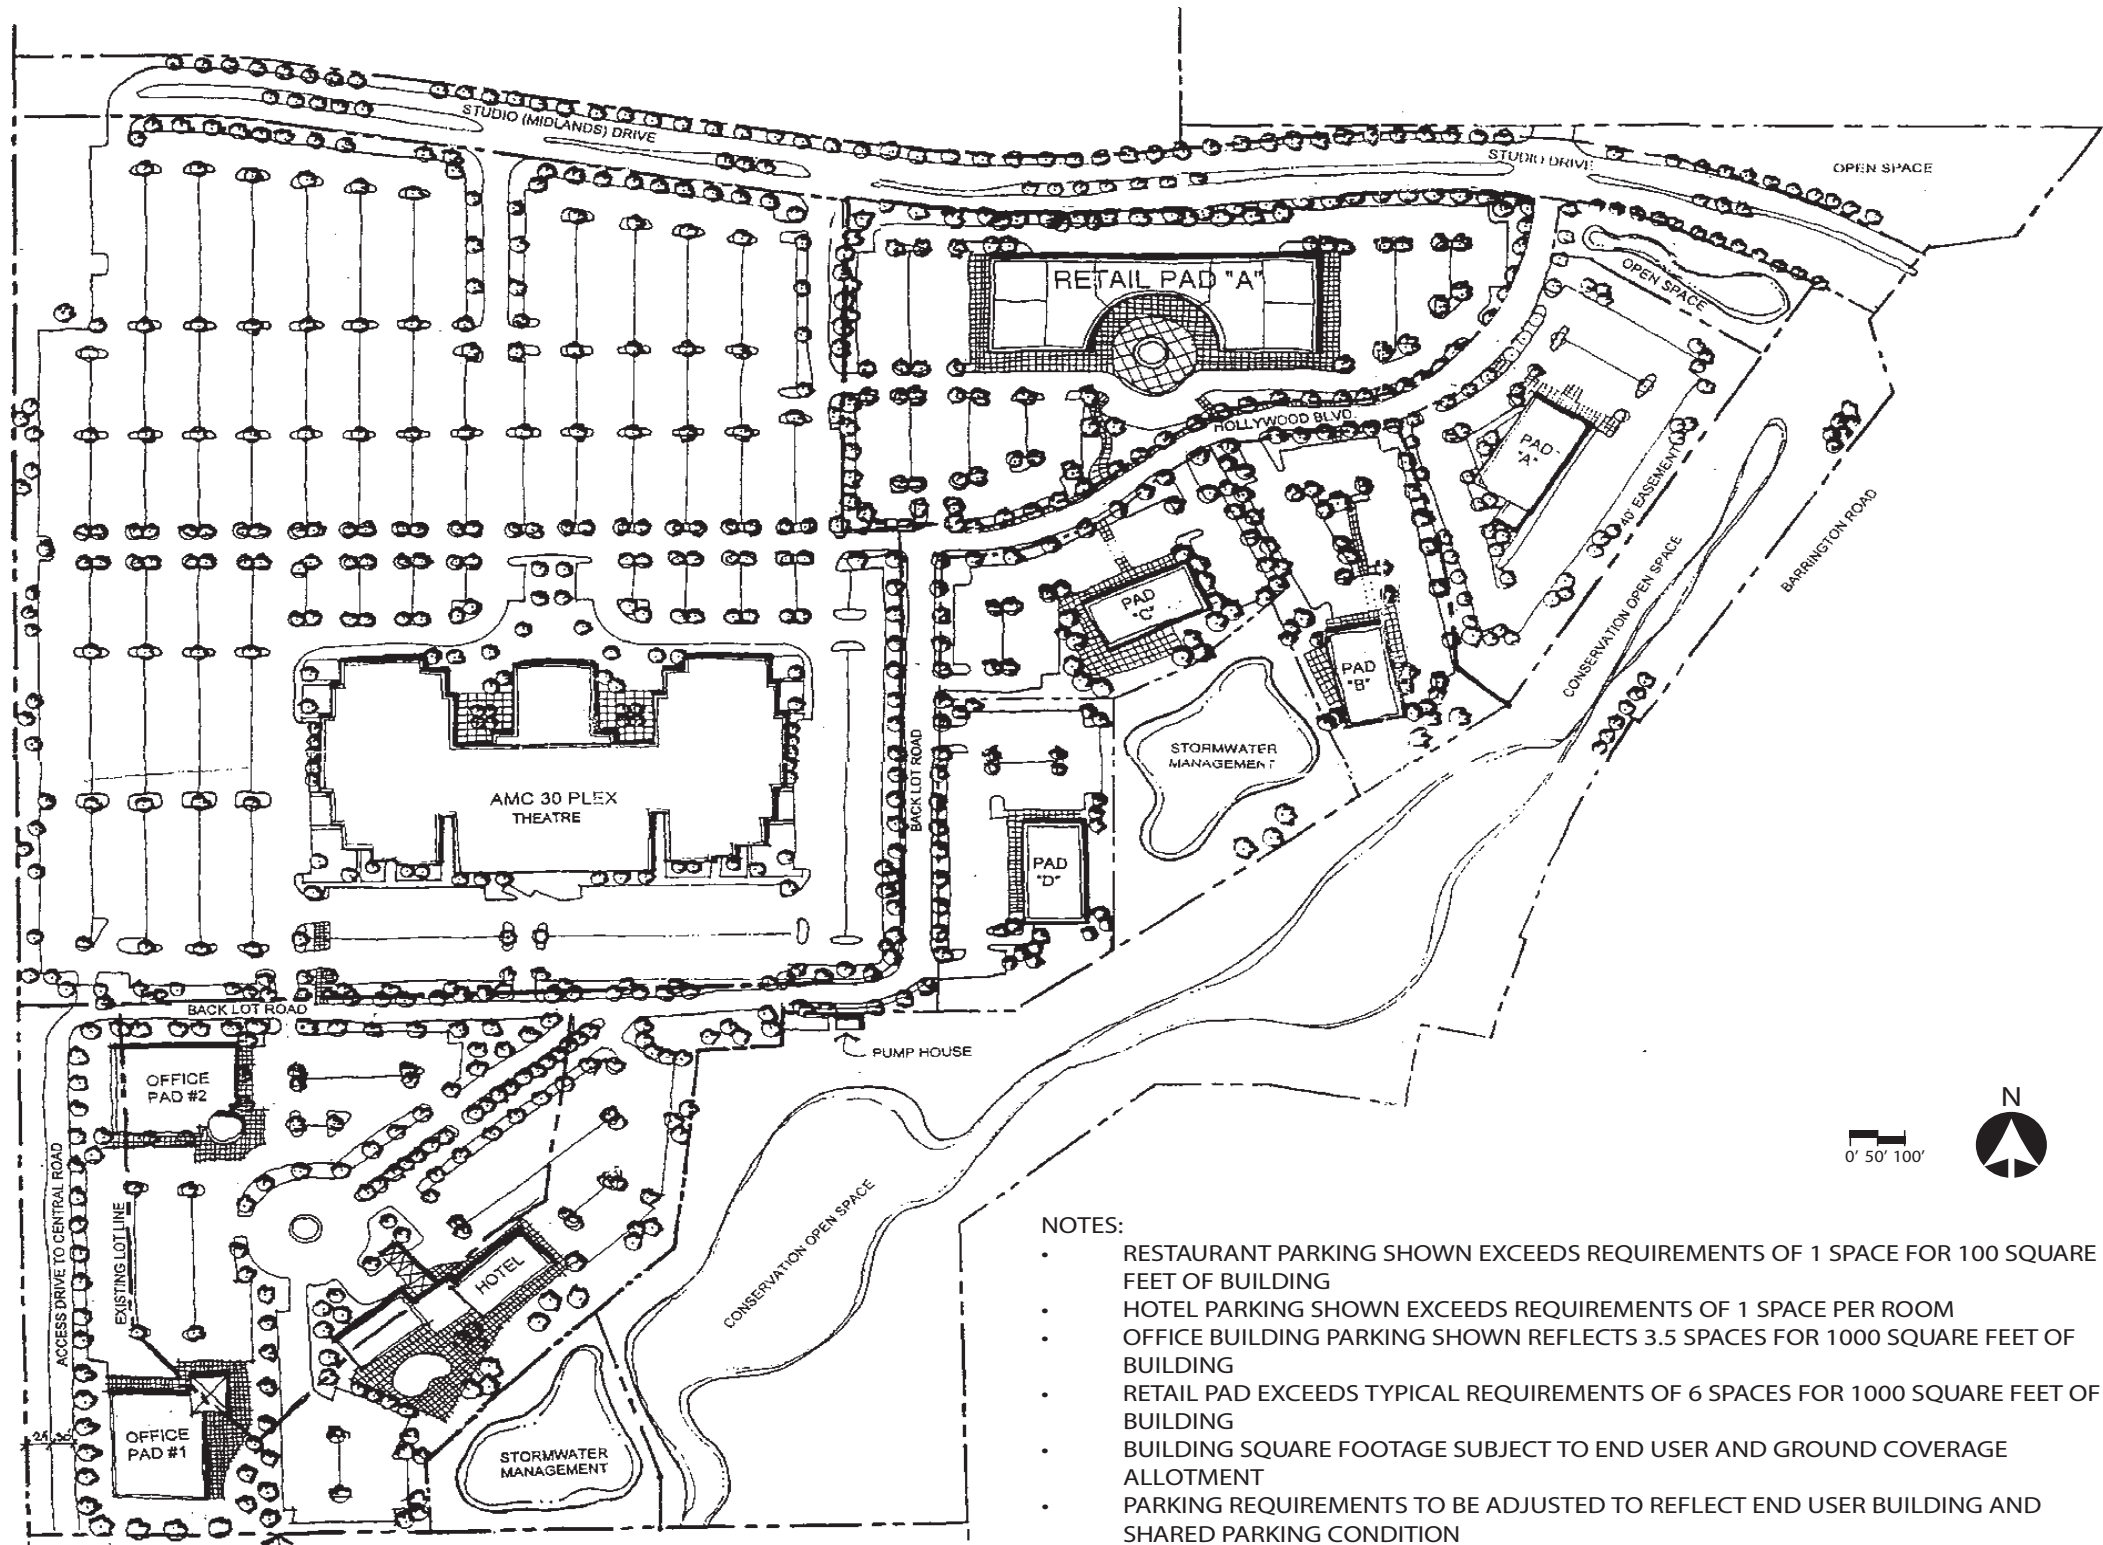 STUDIO (MIDLANDS) DRIVE
STUDIO DRIVE
OPEN SPACE
RETAIL PAD "A"
OPEN SPACE
HOLLYWOOD BLVD.
PAD
"A"
40' EASEMENT
BARRINGTON ROAD
CONSERVATION OPEN SPACE
PAD
"C"
PAD
"B"
STORMWATER
MANAGEMENT
BACK LOT ROAD
AMC 30 PLEX
THEATRE
PAD
"D"
BACK LOT ROAD
PUMP HOUSE
OFFICE
PAD #2
ACCESS DRIVE TO CENTRAL ROAD
EXISTING LOT LINE
HOTEL
CONSERVATION OPEN SPACE
OFFICE
PAD #1
STORMWATER
MANAGEMENT
N
0' 50' 100'
NOTES:
• RESTAURANT PARKING SHOWN EXCEEDS REQUIREMENTS OF 1 SPACE FOR 100 SQUARE
FEET OF BUILDING
• HOTEL PARKING SHOWN EXCEEDS REQUIREMENTS OF 1 SPACE PER ROOM
• OFFICE BUILDING PARKING SHOWN REFLECTS 3.5 SPACES FOR 1000 SQUARE FEET OF
BUILDING
• RETAIL PAD EXCEEDS TYPICAL REQUIREMENTS OF 6 SPACES FOR 1000 SQUARE FEET OF
BUILDING
• BUILDING SQUARE FOOTAGE SUBJECT TO END USER AND GROUND COVERAGE
ALLOTMENT
• PARKING REQUIREMENTS TO BE ADJUSTED TO REFLECT END USER BUILDING AND
SHARED PARKING CONDITION